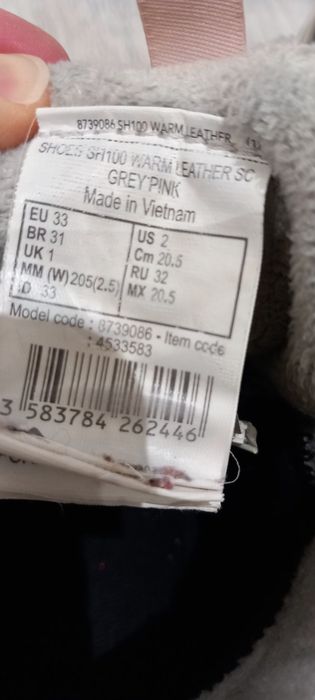 8739086 SH100 WARM LEATHER
SHOES SH100 WARM LEATHER SC
GREY PINK
Made in Vietnam
EU 33
BR 31
UK 1
MM (W) 205(2.5)
ID 33
US 2
Cm 20.5
RU 32
MX 20.5
Model code : 8739086 - Item code
: 4533583
3 583784 262446